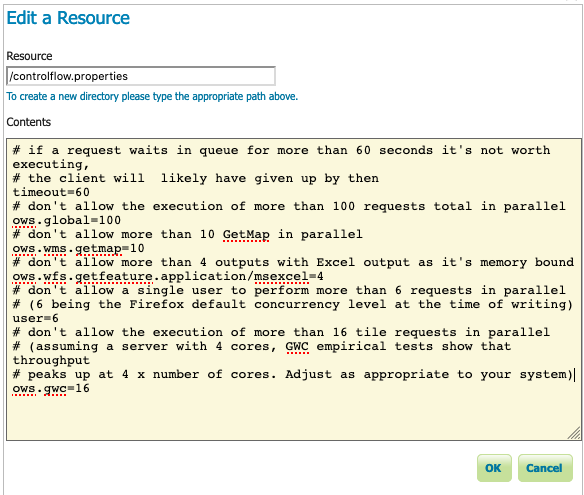 Edit a Resource
Resource
/controlflow.properties
To create a new directory please type the appropriate path above.
Contents
# if a request waits in queue for more than 60 seconds it's not worth
executing,
# the client will  likely have given up by then
timeout=60
# don't allow the execution of more than 100 requests total in parallel
ows.global=100
# don't allow more than 10 GetMap in parallel
ows.wms.getmap=10
# don't allow more than 4 outputs with Excel output as it's memory bound
ows.wfs.getfeature.application/msexcel=4
# don't allow a single user to perform more than 6 requests in parallel
# (6 being the Firefox default concurrency level at the time of writing)
user=6
# don't allow the execution of more than 16 tile requests in parallel
# (assuming a server with 4 cores, GWC empirical tests show that
throughput
# peaks up at 4 x number of cores. Adjust as appropriate to your system)
ows.gwc=16
OK Cancel